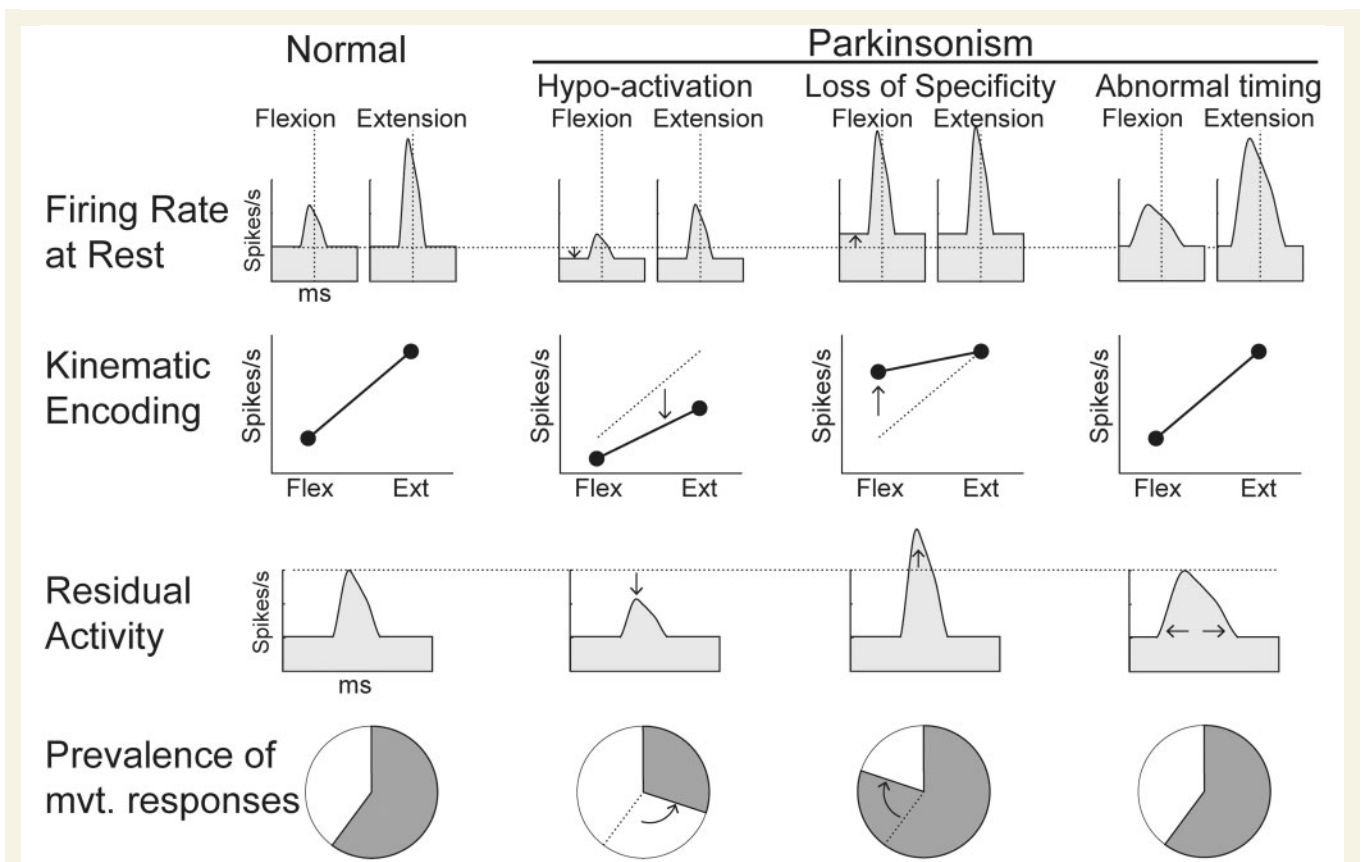 Normal
Parkinsonism
Hypo-activation
Loss of Specificity
Abnormal timing
Flexion
Extension
Flexion
Extension
Flexion
Extension
Flexion
Extension
Firing Rate
at Rest
Spikes/s
ms
Kinematic
Encoding
Spikes/s
Flex
Ext
Spikes/s
Flex
Ext
Spikes/s
Flex
Ext
Spikes/s
Flex
Ext
Residual
Activity
Spikes/s
ms
Prevalence of
mvt. responses